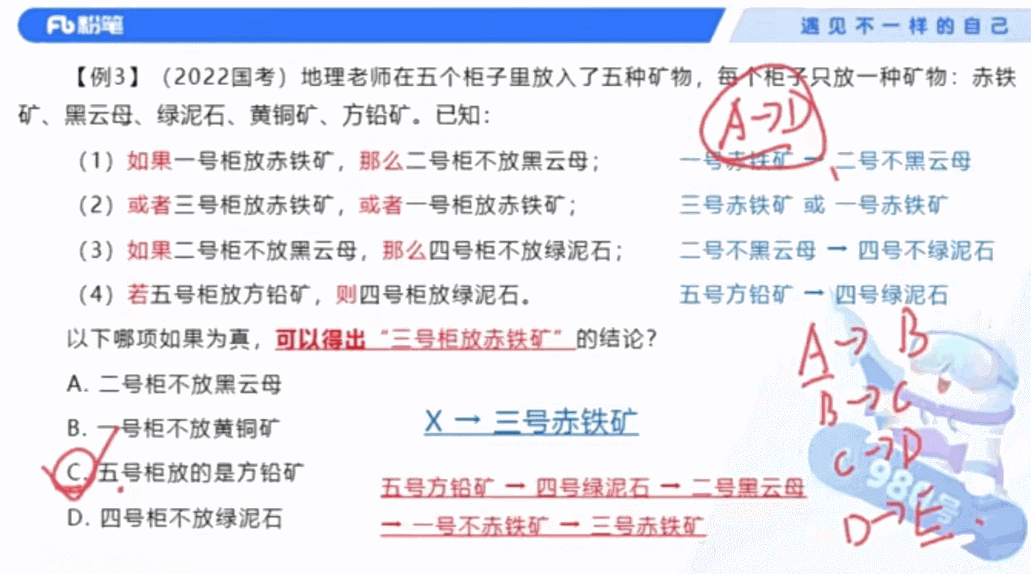 粉笔
遇见不一样的自己
【例3】（2022国考）地理老师在五个柜子里放入了五种矿物，每个柜子只放一种矿物：赤铁
矿、黑云母、绿泥石、黄铜矿、方铅矿。已知：
A→D
（1）如果一号柜放赤铁矿，那么二号柜不放黑云母；
一号赤铁矿 → 二号不黑云母
（2）或者三号柜放赤铁矿，或者一号柜放赤铁矿；
三号赤铁矿 或 一号赤铁矿
（3）如果二号柜不放黑云母，那么四号柜不放绿泥石；
二号不黑云母 → 四号不绿泥石
（4）若五号柜放方铅矿，则四号柜放绿泥石。
五号方铅矿 → 四号绿泥石
以下哪项如果为真，可以得出“三号柜放赤铁矿”的结论？
A. 二号柜不放黑云母
B. 一号柜不放黄铜矿
C. 五号柜放的是方铅矿
D. 四号柜不放绿泥石
X → 三号赤铁矿
五号方铅矿 → 四号绿泥石 → 二号黑云母
→ 一号不赤铁矿 → 三号赤铁矿
A→B
B→C
C→D
D→E
980号